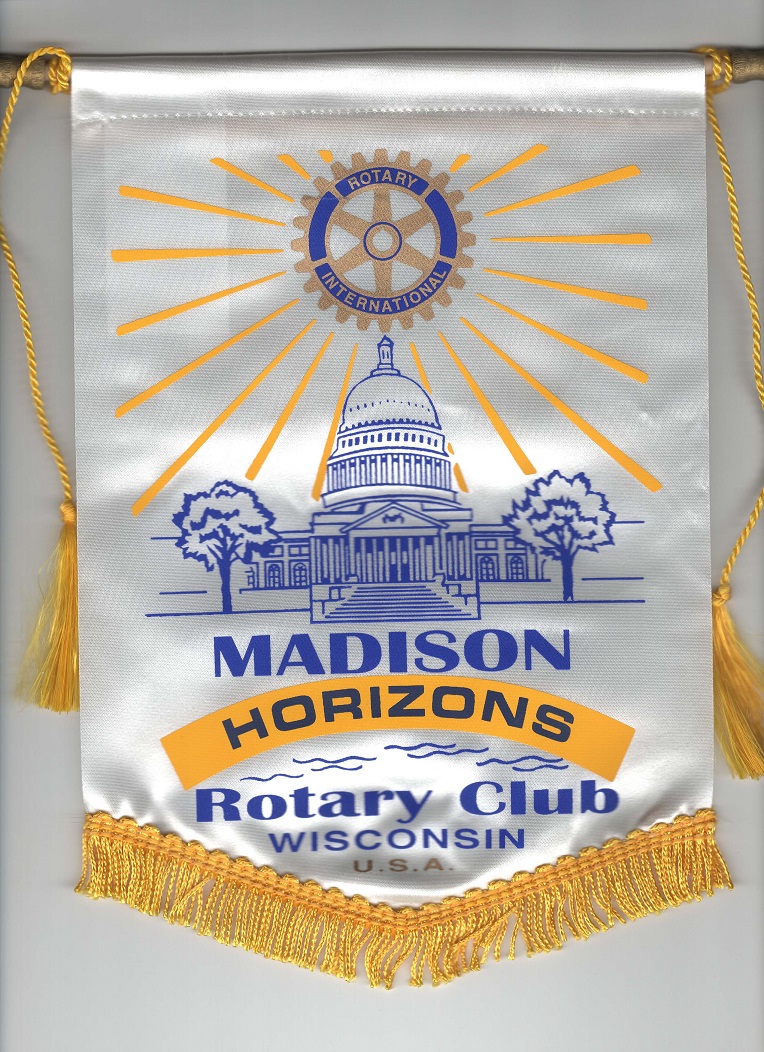 ROTARY
INTERNATIONAL
MADISON
HORIZONS
Rotary Club
WISCONSIN
U.S.A.